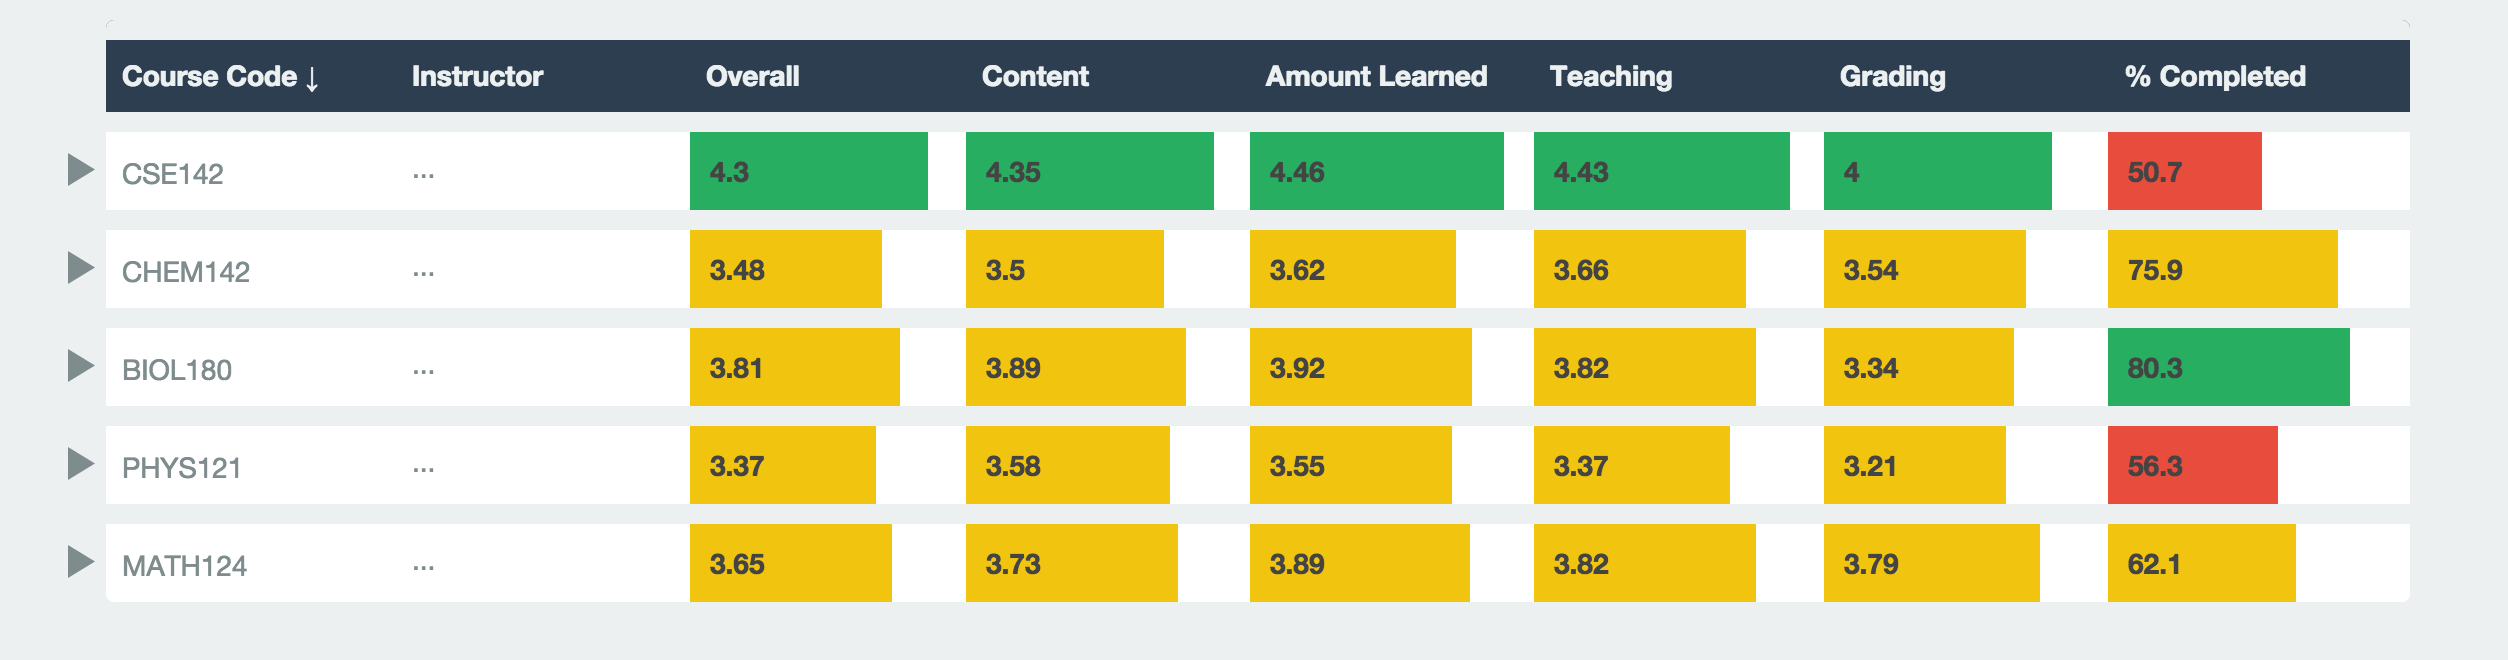 Course Code ↓ Instructor Overall Content Amount Learned Teaching Grading % Completed
CSE142 ... 4.3 4.35 4.46 4.43 4 50.7
CHEM142 ... 3.48 3.5 3.62 3.66 3.54 75.9
BIOL180 ... 3.81 3.89 3.92 3.82 3.34 80.3
PHYS121 ... 3.37 3.58 3.55 3.37 3.21 56.3
MATH124 ... 3.65 3.73 3.89 3.82 3.79 62.1